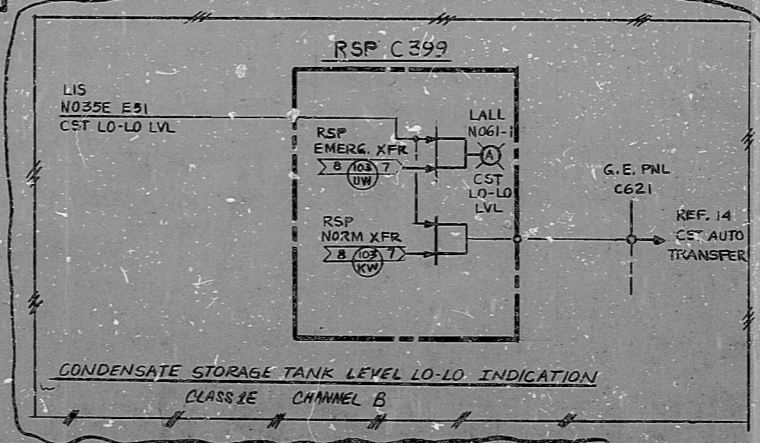 RSP C399
LIS
N035E E51
CST LO-LO LVL
RSP
EMERG. XFR
8 103 7
UW
LALL
N061-1
A
CST
LO-LO
LVL
RSP
NORM XFR
8 103 7
KW
G.E. PNL
C621
REF. 14
CST AUTO
TRANSFER
CONDENSATE STORAGE TANK LEVEL LO-LO INDICATION
CLASS 1E CHANNEL B